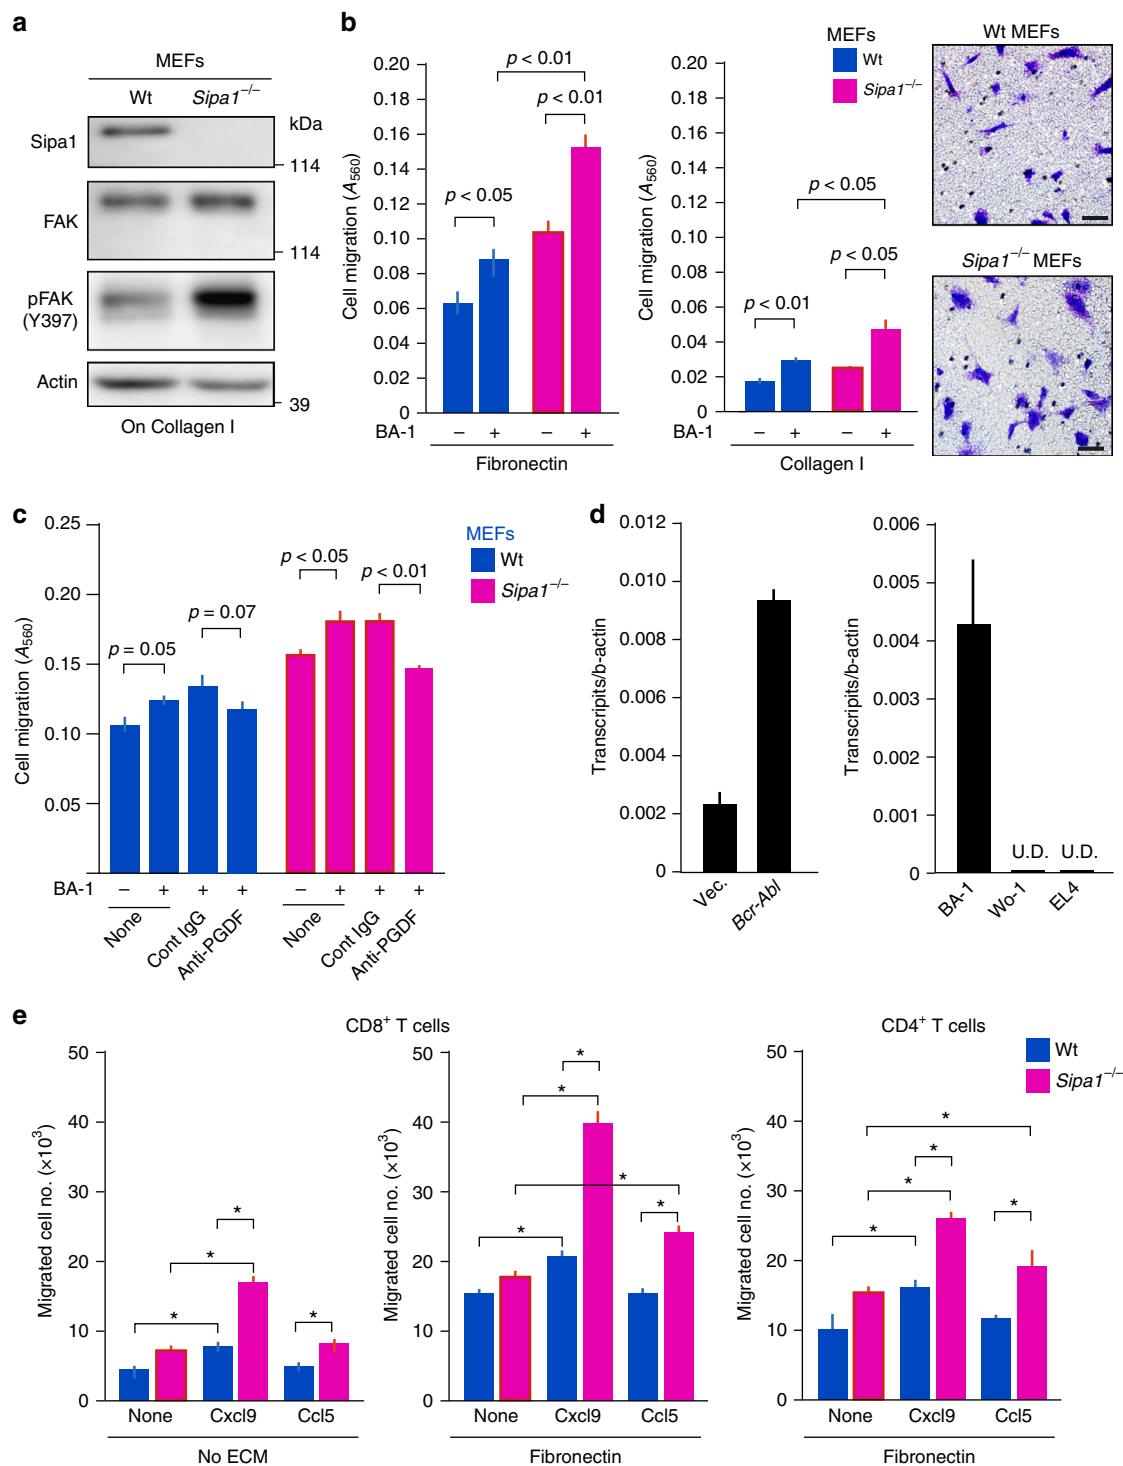 a
MEFs
Wt Sipa1−/−
kDa
Sipa1
114
FAK
114
pFAK
(Y397)
Actin
39
On Collagen I
b
MEFs
Wt
Sipa1−/−
Cell migration (A560)
0.20
0.18
0.16
0.14
0.12
0.10
0.08
0.06
0.04
0.02
0
p < 0.01
p < 0.01
p < 0.05
BA-1 − + − +
Fibronectin
Cell migration (A560)
0.20
0.18
0.16
0.14
0.12
0.10
0.08
0.06
0.04
0.02
0
p < 0.05
p < 0.05
p < 0.01
BA-1 − + − +
Collagen I
Wt MEFs
Sipa1−/− MEFs
c
MEFs
Wt
Sipa1−/−
Cell migration (A560)
0.25
0.20
0.15
0.10
0.05
p < 0.05
p < 0.01
p = 0.07
p = 0.05
BA-1 − + + + − + + +
None Cont IgG Anti-PGDF None Cont IgG Anti-PGDF
d
Transcripits/b-actin
0.012
0.010
0.008
0.006
0.004
0.002
0
Vec. Bcr-Abl
Transcripits/b-actin
0.006
0.005
0.004
0.003
0.002
0.001
0
U.D. U.D.
BA-1 Wo-1 EL4
e
CD8+ T cells
CD4+ T cells
Wt
Sipa1−/−
Migrated cell no. (×10³)
50
40
30
20
10
0
*
*
*
*
None Cxcl9 Ccl5
No ECM
Migrated cell no. (×10³)
50
40
30
20
10
0
*
*
*
*
*
None Cxcl9 Ccl5
Fibronectin
Migrated cell no. (×10³)
50
40
30
20
10
0
*
*
*
*
*
None Cxcl9 Ccl5
Fibronectin